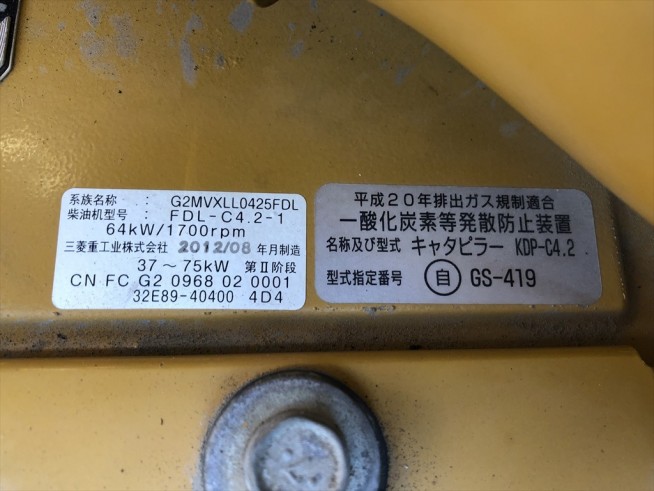 系族名称 : G2MVXLL0425FDL
柴油机型号 : FDL-C4.2-1
64kW/1700rpm
三菱重工业株式会社 2012/08 年月制造
37～75kW 第Ⅱ阶段
CN FC G2 0968 02 0001
32E89-40400 4D4
平成20年排出ガス規制適合
一酸化炭素等発散防止装置
名称及び型式 キャタピラー KDP-C4.2
型式指定番号 自 GS-419